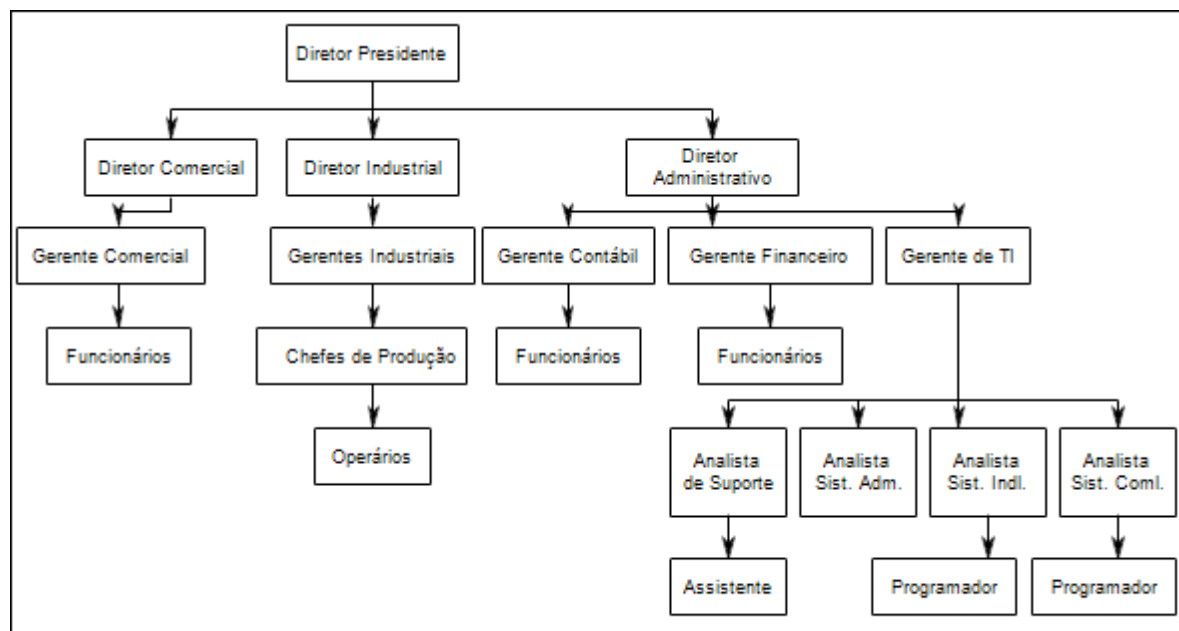 Diretor Presidente
Diretor Comercial
Diretor Industrial
Diretor
Administrativo
Gerente Comercial
Gerentes Industriais
Gerente Contábil
Gerente Financeiro
Gerente de TI
Funcionários
Chefes de Produção
Funcionários
Funcionários
Operários
Analista
de Suporte
Analista
Sist. Adm.
Analista
Sist. Indl.
Analista
Sist. Coml.
Assistente
Programador
Programador